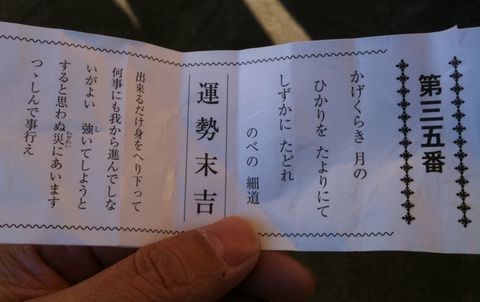 第三五番
かげくらき 月の
ひかりを たよりにて
しずかに たどれ
のべの 細道
運勢末吉
出来るだけ身をへり下って
何事にも我から進んでしな
いがよい 強いてしようと
すると思わぬ災にあいます
つゝしんで事行え